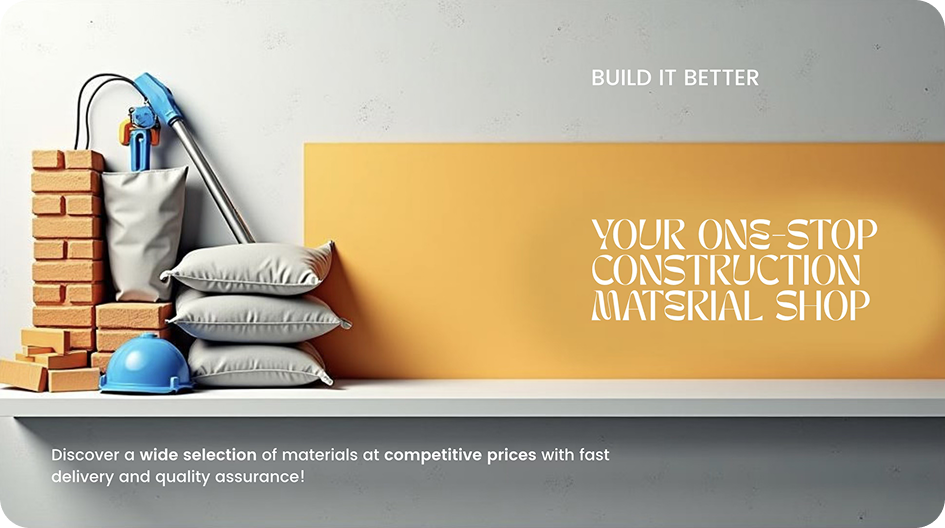 BUILD IT BETTER
YOUR ONE-STOP
CONSTRUCTION
MATERIAL SHOP
Discover a wide selection of materials at competitive prices with fast
delivery and quality assurance!